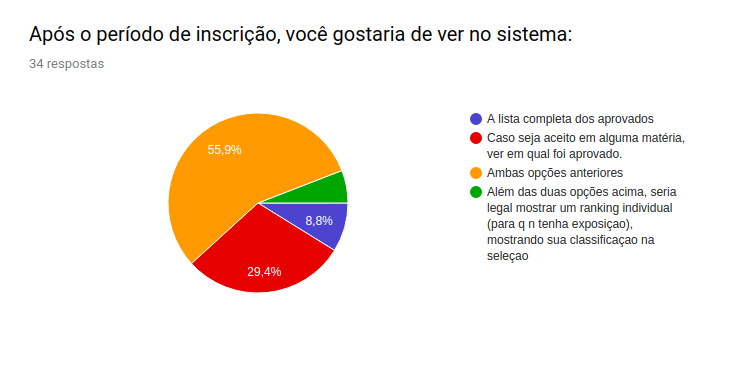 Após o período de inscrição, você gostaria de ver no sistema:
34 respostas
55,9%
8,8%
29,4%
A lista completa dos aprovados
Caso seja aceito em alguma matéria,
ver em qual foi aprovado.
Ambas opções anteriores
Além das duas opções acima, seria
legal mostrar um ranking individual
(para q n tenha exposiçao),
mostrando sua classificaçao na
seleçao